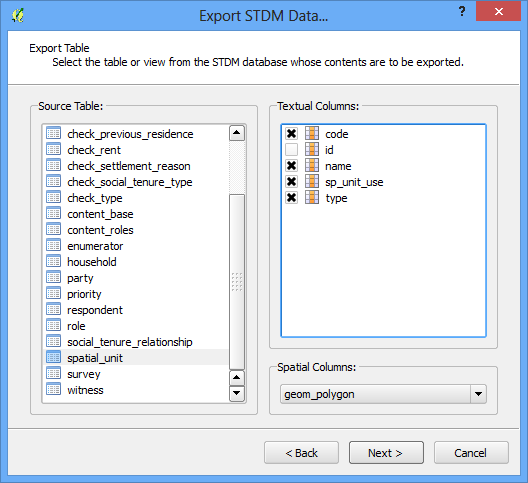 Export STDM Data...
?
Export Table
Select the table or view from the STDM database whose contents are to be exported.
Source Table:
check_previous_residence
check_rent
check_settlement_reason
check_social_tenure_type
check_type
content_base
content_roles
enumerator
household
party
priority
respondent
role
social_tenure_relationship
spatial_unit
survey
witness
Textual Columns:
code
id
name
sp_unit_use
type
Spatial Columns:
geom_polygon
< Back
Next >
Cancel